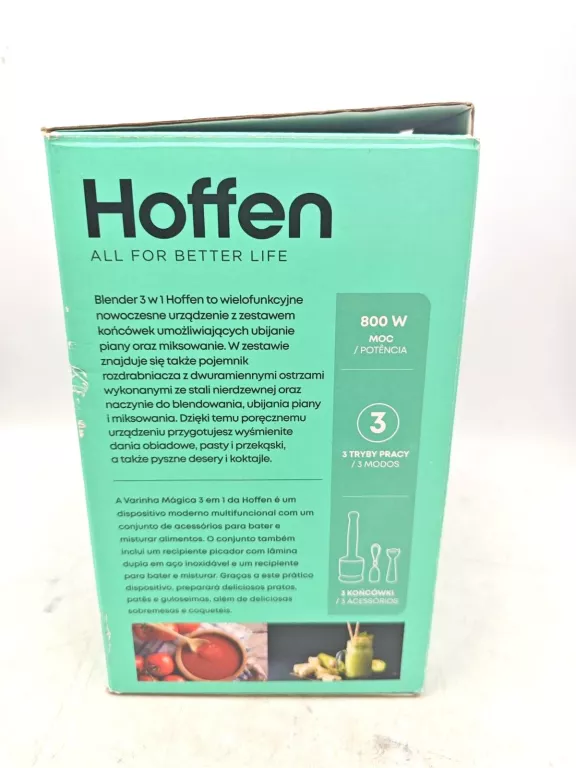 Hoffen
ALL FOR BETTER LIFE
Blender 3 w 1 Hoffen to wielofunkcyjne
nowoczesne urządzenie z zestawem
końcówek umożliwiających ubijanie
piany oraz miksowanie. W zestawie
znajduje się także pojemnik
rozdrabniacza z dwuramiennymi ostrzami
wykonanymi ze stali nierdzewnej oraz
naczynie do blendowania, ubijania piany
i miksowania. Dzięki temu poręcznemu
urządzeniu przygotujesz wyśmienite
dania obiadowe, pasty i przekąski,
a także pyszne desery i koktajle.
A Varinha Mágica 3 em 1 da Hoffen é um
dispositivo moderno multifuncional com um
conjunto de acessórios para bater e
misturar alimentos. O conjunto também
inclui um recipiente picador com lâmina
dupla em aço inoxidável e um recipiente
para bater e misturar. Graças a este prático
dispositivo, preparará deliciosos pratos,
patês e guloseimas, além de deliciosas
sobremesas e coquetéis.
800 W
MOC
/ POTÊNCIA
3
3 TRYBY PRACY
/ 3 MODOS
3 KOŃCÓWKI
/ 3 ACESSÓRIOS